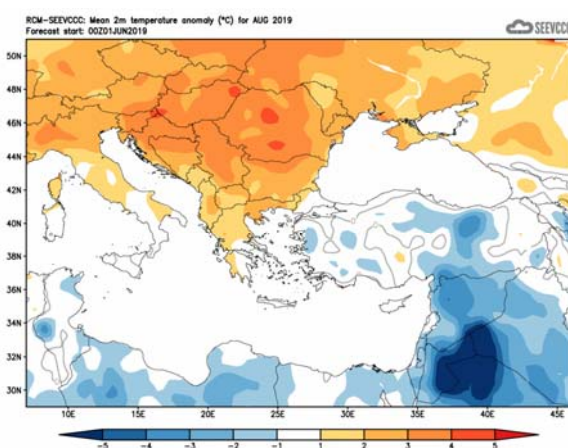 RCM-SEEVCCC: Mean 2m temperature anomaly (°C) for AUG 2019
Forecast start: 00Z01JUN2019
SEEVCCC
50N
48N
46N
44N
42N
40N
38N
36N
34N
32N
30N
10E 15E 20E 25E 30E 35E 40E 45E
-5 -4 -3 -2 -1 1 2 3 4 5